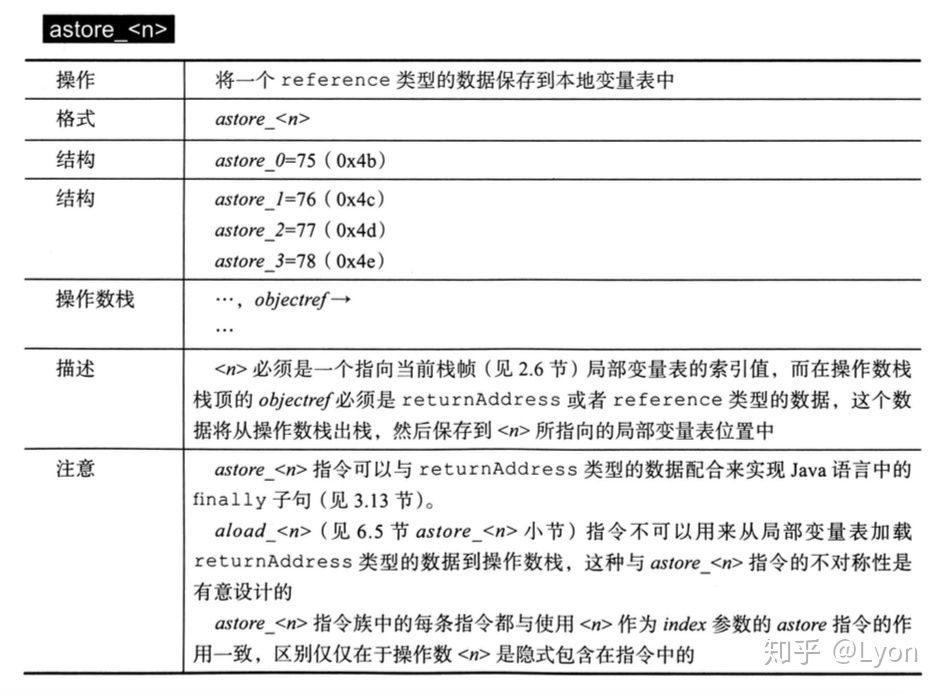 astore_<n>
操作 将一个 reference 类型的数据保存到本地变量表中
格式 astore_<n>
结构 astore_0=75（0x4b）
结构 astore_1=76（0x4c）
astore_2=77（0x4d）
astore_3=78（0x4e）
操作数栈 …，objectref→
…
描述 <n> 必须是一个指向当前栈帧（见 2.6 节）局部变量表的索引值，而在操作数栈
栈顶的 objectref 必须是 returnAddress 或者 reference 类型的数据，这个数
据将从操作数栈出栈，然后保存到 <n> 所指向的局部变量表位置中
注意 astore_<n> 指令可以与 returnAddress 类型的数据配合来实现 Java 语言中的
finally 子句（见 3.13 节）。
aload_<n>（见 6.5 节 astore_<n> 小节）指令不可以用来从局部变量表加载
returnAddress 类型的数据到操作数栈，这种与 astore_<n> 指令的不对称性是
有意设计的
astore_<n> 指令族中的每条指令都与使用 <n> 作为 index 参数的 astore 指令的作
用一致，区别仅仅在于操作数 <n> 是隐式包含在指令中的
知乎 @Lyon